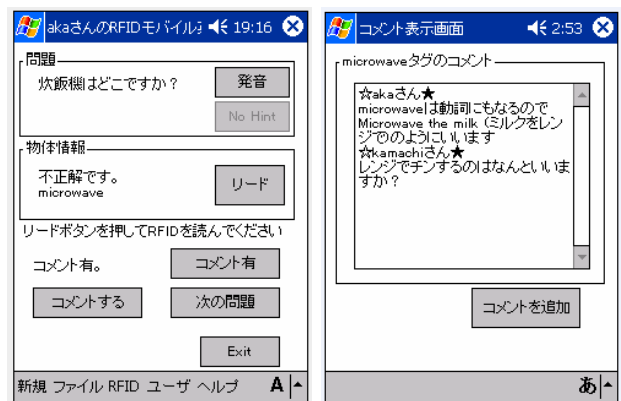 akaさんのRFIDモバイル
19:16
問題
炊飯機はどこですか？
発音
No Hint
物体情報
不正解です。
microwave
リード
リードボタンを押してRFIDを読んでください
コメント有。
コメント有
コメントする
次の問題
Exit
新規 ファイル RFID ユーザ ヘルプ A
コメント表示画面
2:53
microwaveタグのコメント
☆akaさん★
microwaveは動詞にもなるので
Microwave the milk (ミルクをレン
ジでのようにいいます
☆kamachiさん★
レンジでチンするのはなんといいま
すか？
コメントを追加
あ